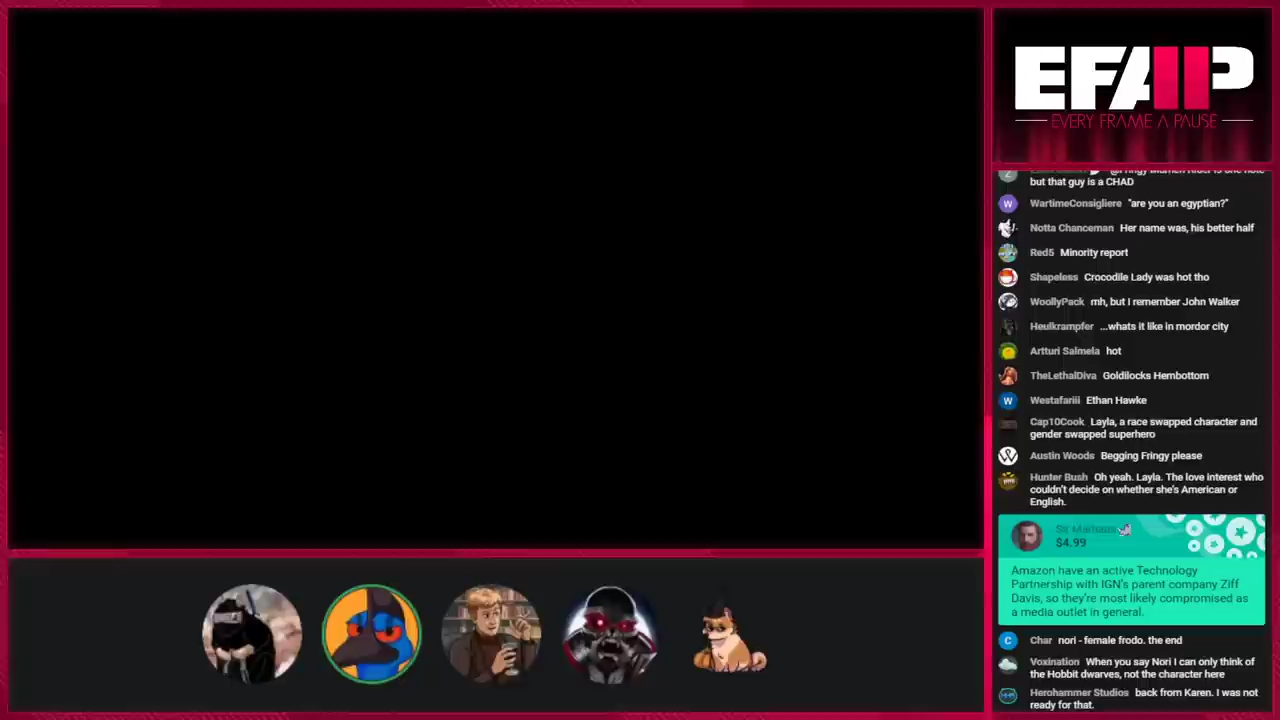 EFAP
EVERY FRAME A PAUSE
but that guy is a CHAD
WartimeConsigliere "are you an egyptian?"
Notta Chanceman Her name was, his better half
Red5 Minority report
Shapeless Crocodile Lady was hot tho
WoollyPack mh, but I remember John Walker
Heulkrampfer ...whats it like in mordor city
Artturi Salmela hot
TheLethalDiva Goldilocks Hembottom
Westafariii Ethan Hawke
Cap10Cook Layla, a race swapped character and
gender swapped superhero
Austin Woods Begging Fringy please
Hunter Bush Oh yeah. Layla. The love interest who
couldn't decide on whether she's American or
English.
$4.99
Amazon have an active Technology
Partnership with IGN's parent company Ziff
Davis, so they're most likely compromised as
a media outlet in general.
Char nori - female frodo. the end
Voxination When you say Nori I can only think of
the Hobbit dwarves, not the character here
Herohammer Studios back from Karen. I was not
ready for that.